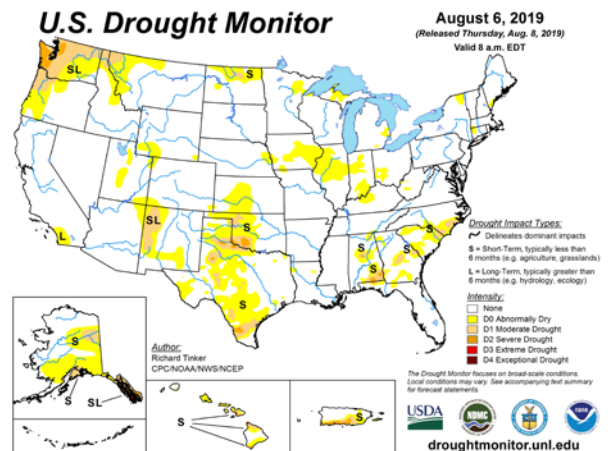 U.S. Drought Monitor
August 6, 2019
(Released Thursday, Aug. 8, 2019)
Valid 8 a.m. EDT
SL
S
SL
S
L
S
S
S
S
S
S
S
SL
S
S
Drought Impact Types:
Delineates dominant impacts
S = Short-Term, typically less than
6 months (e.g. agriculture, grasslands)
L = Long-Term, typically greater than
6 months (e.g. hydrology, ecology)
Intensity:
None
D0 Abnormally Dry
D1 Moderate Drought
D2 Severe Drought
D3 Extreme Drought
D4 Exceptional Drought
Author:
Richard Tinker
CPC/NOAA/NWS/NCEP
The Drought Monitor focuses on broad-scale conditions.
Local conditions may vary. See accompanying text summary
for forecast statements.
USDA
NDMC
NOAA
droughtmonitor.unl.edu